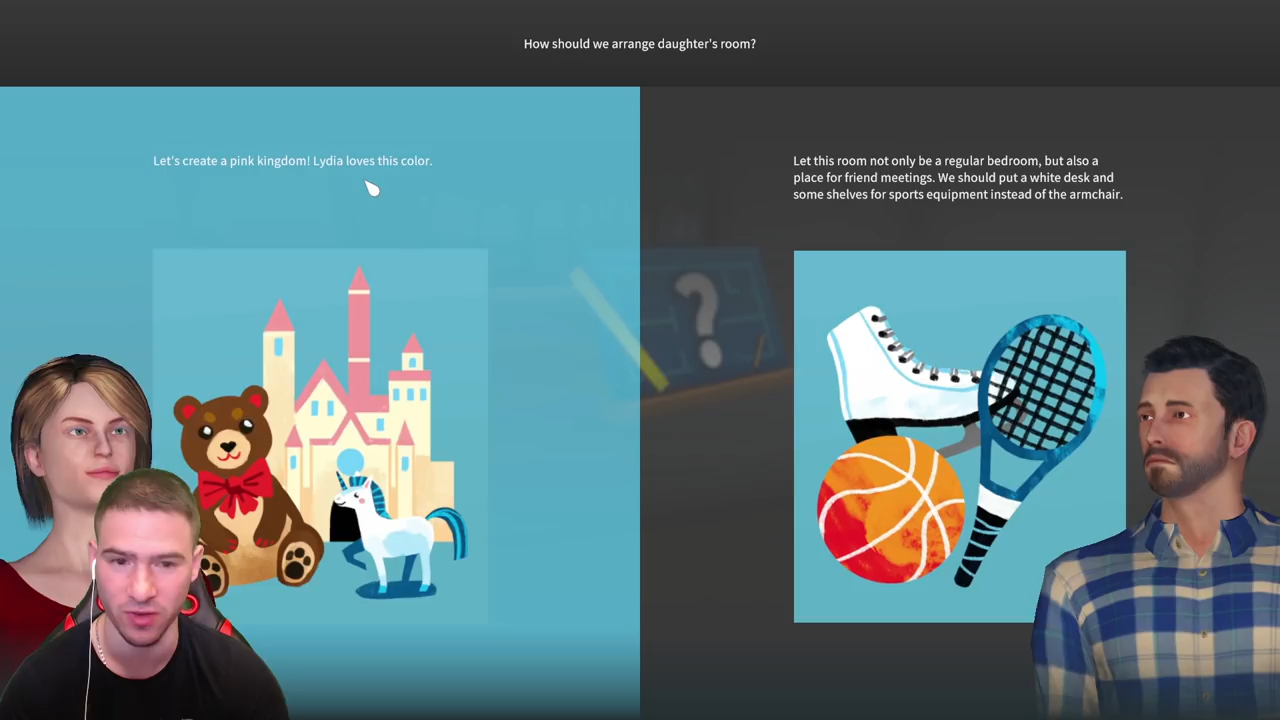 How should we arrange daughter's room?
Let's create a pink kingdom! Lydia loves this color.
Let this room not only be a regular bedroom, but also a
place for friend meetings. We should put a white desk and
some shelves for sports equipment instead of the armchair.
?